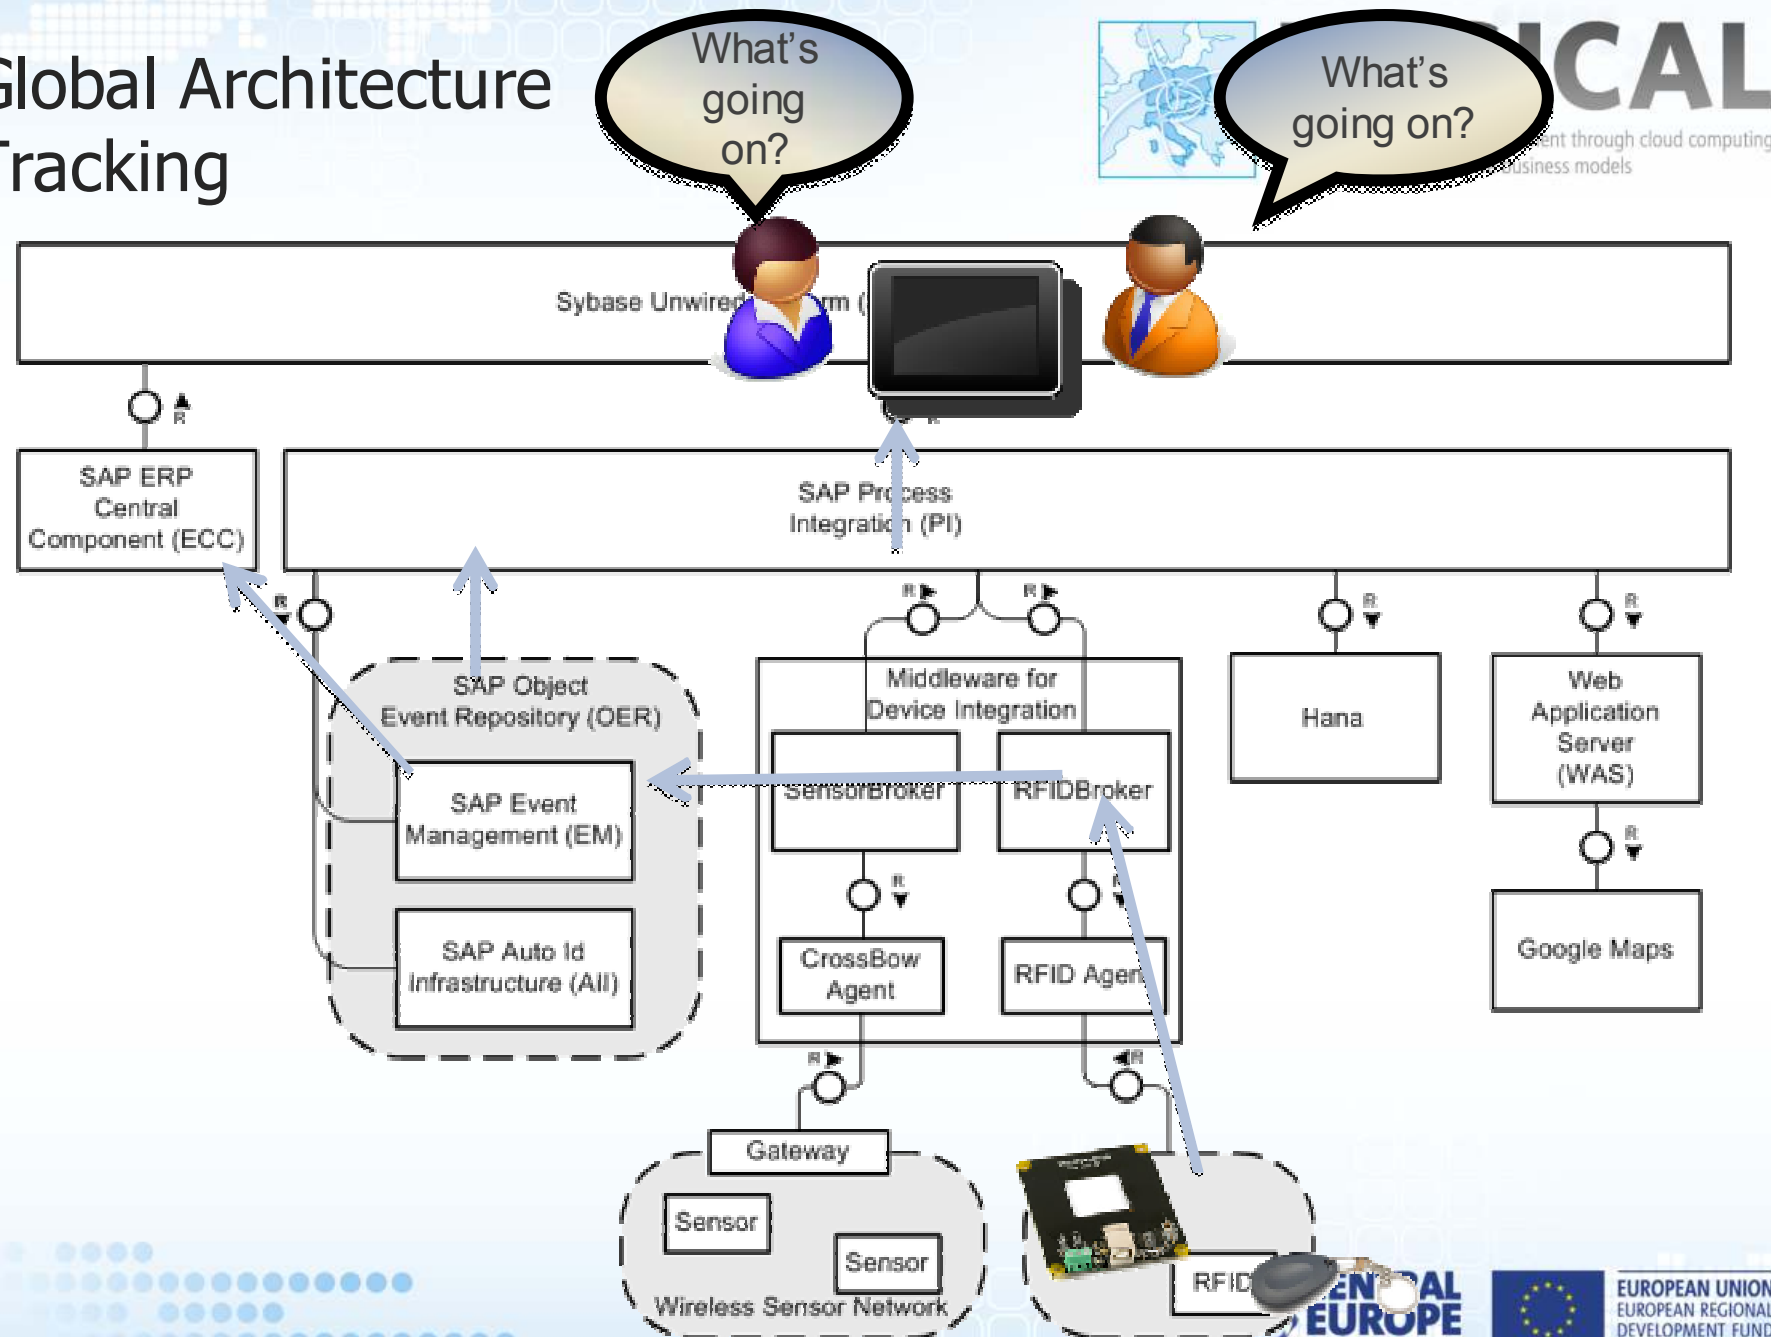 Global Architecture
Tracking
What's
going
on?
What's
going on?
ICAL
ent through cloud computing
business models
Sybase Unwired
rm (
R
R
SAP ERP
Central
Component (ECC)
SAP Process
Integration (PI)
R
R
R
R
R
SAP Object
Event Repository (OER)
SAP Event
Management (EM)
SAP Auto Id
Infrastructure (AII)
Middleware for
Device Integration
SensorBroker
RFIDBroker
R
R
CrossBow
Agent
RFID Agent
Hana
Web
Application
Server
(WAS)
R
Google Maps
R
R
Gateway
Sensor
Sensor
Wireless Sensor Network
RFID
CENTRAL
EUROPE
EUROPEAN UNION
EUROPEAN REGIONAL
DEVELOPMENT FUND